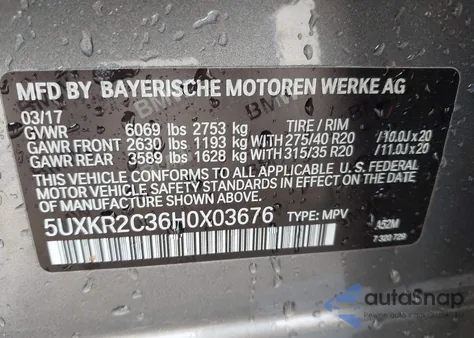 MFD BY BAYERISCHE MOTOREN WERKE AG
03/17
GVWR 6069 lbs 2753 kg TIRE / RIM
GAWR FRONT 2630 lbs 1193 kg WITH 275/40 R20 /10.0J x 20
GAWR REAR 3589 lbs 1628 kg WITH 315/35 R20 /11.0J x 20
THIS VEHICLE CONFORMS TO ALL APPLICABLE U. S. FEDERAL
MOTOR VEHICLE SAFETY STANDARDS IN EFFECT ON THE DATE
OF MANUFACTURE SHOWN ABOVE.
5UXKR2C36H0X03676 TYPE: MPV A52M
7 320 729
autoSnap